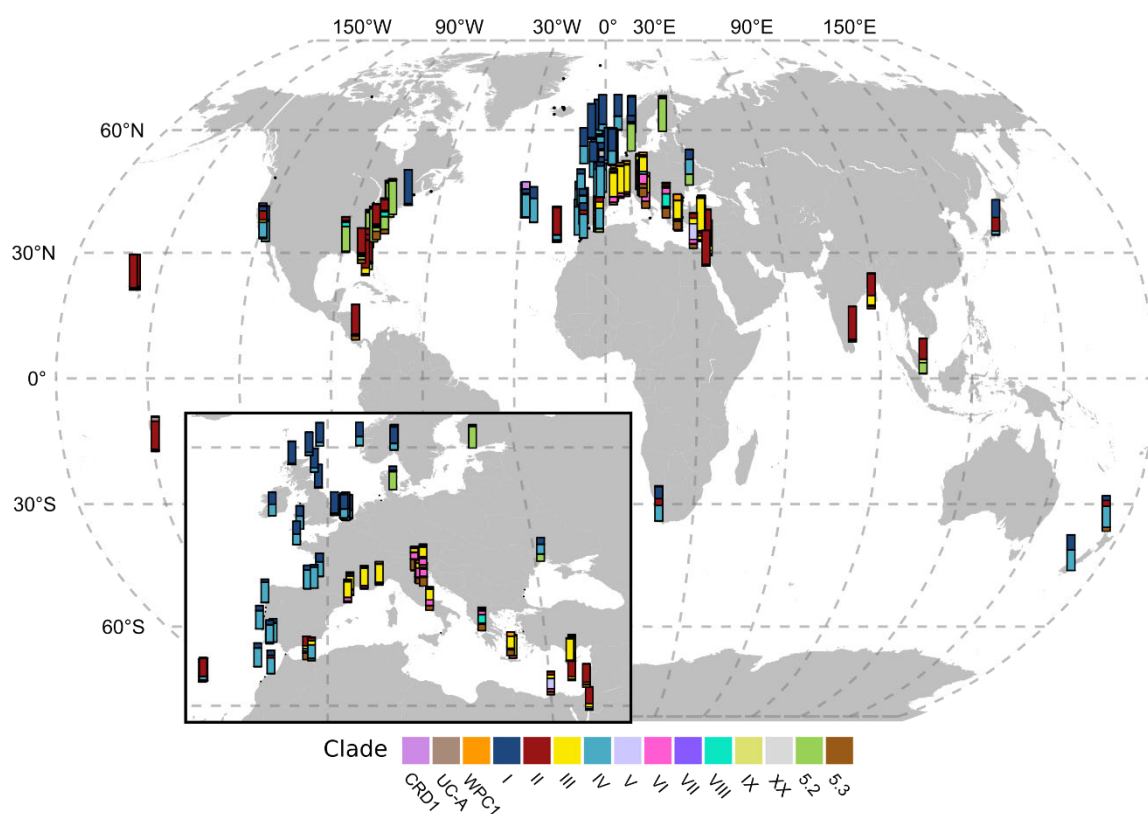 150°W 90°W 30°W 0° 30°E 90°E 150°E
60°N
30°N
0°
30°S
60°S
Clade
CRD1 UC-A WPC1 I II III IV V VI VII VIII IX XX 5.2 5.3